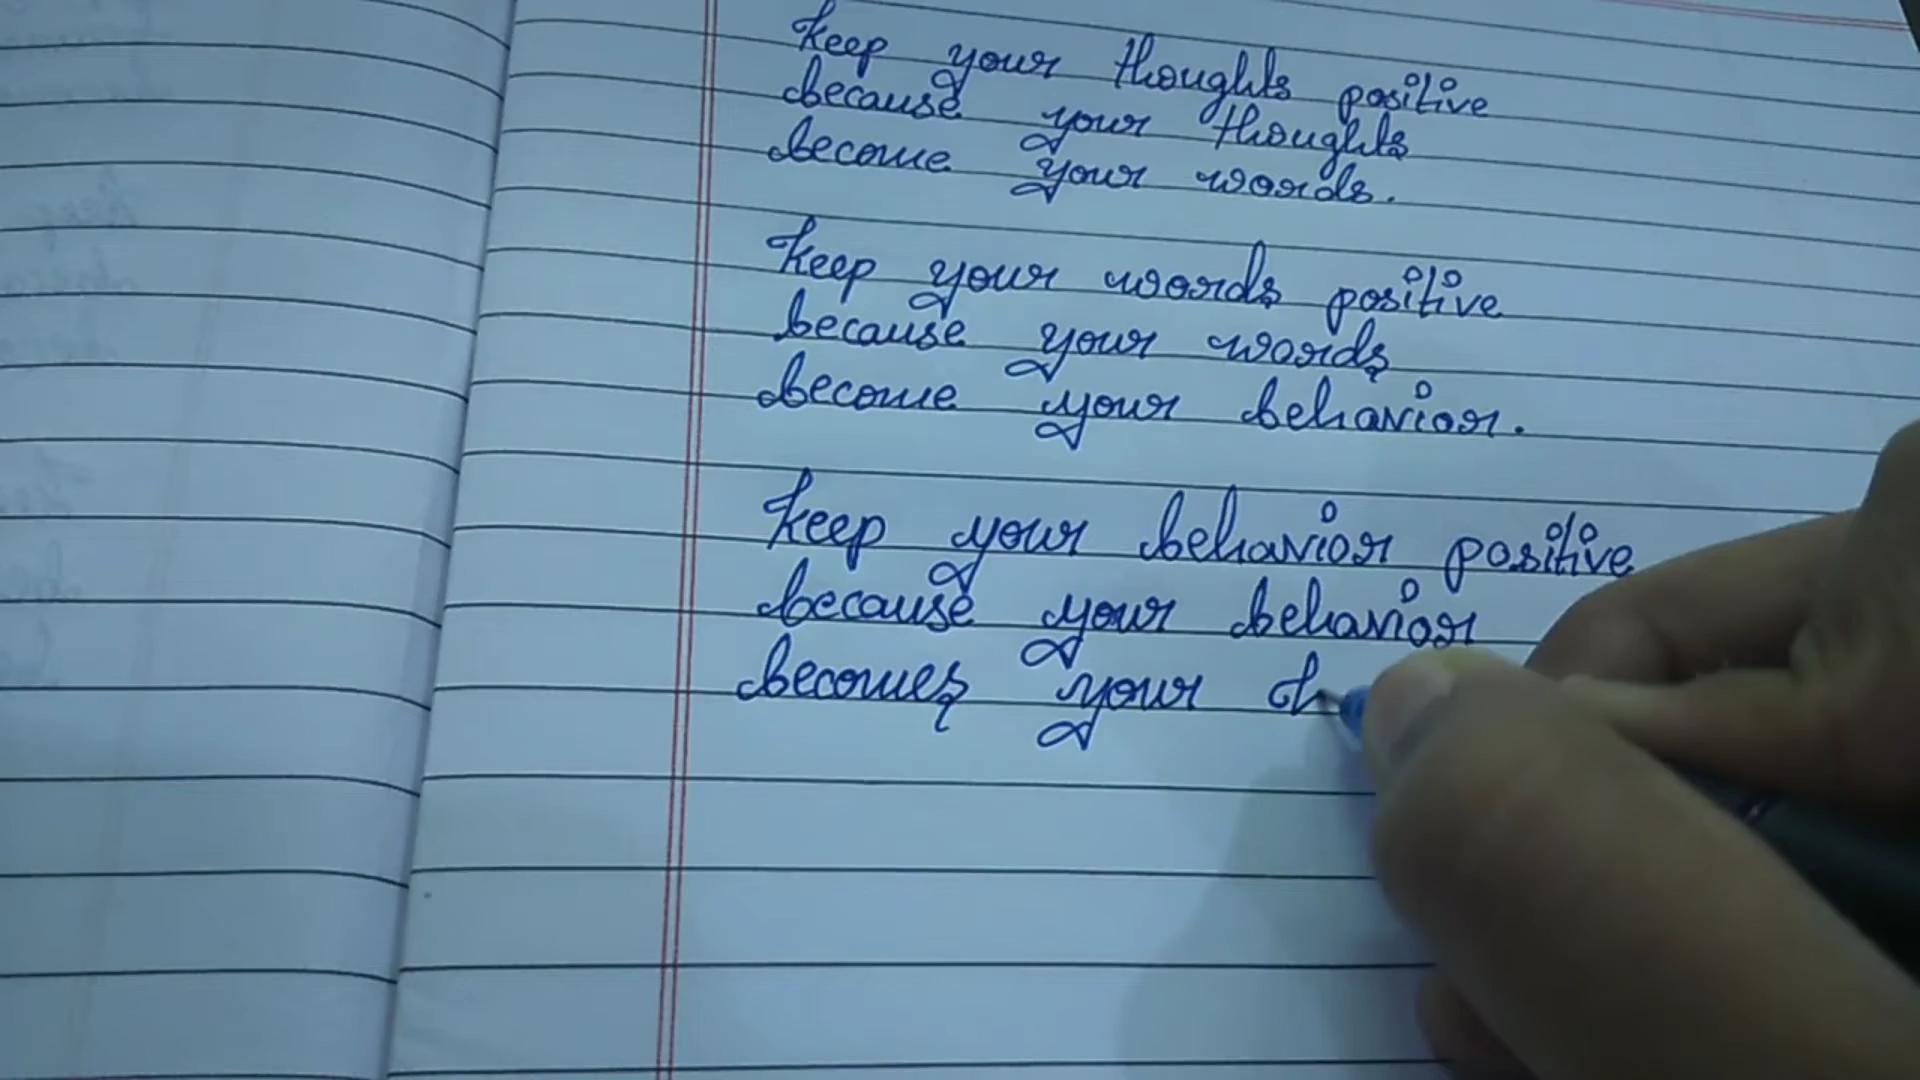 Keep your thoughts positive
because your thoughts
become your words.
Keep your words positive
because your words
become your behavior.
Keep your behavior positive
because your behavior
becomes your